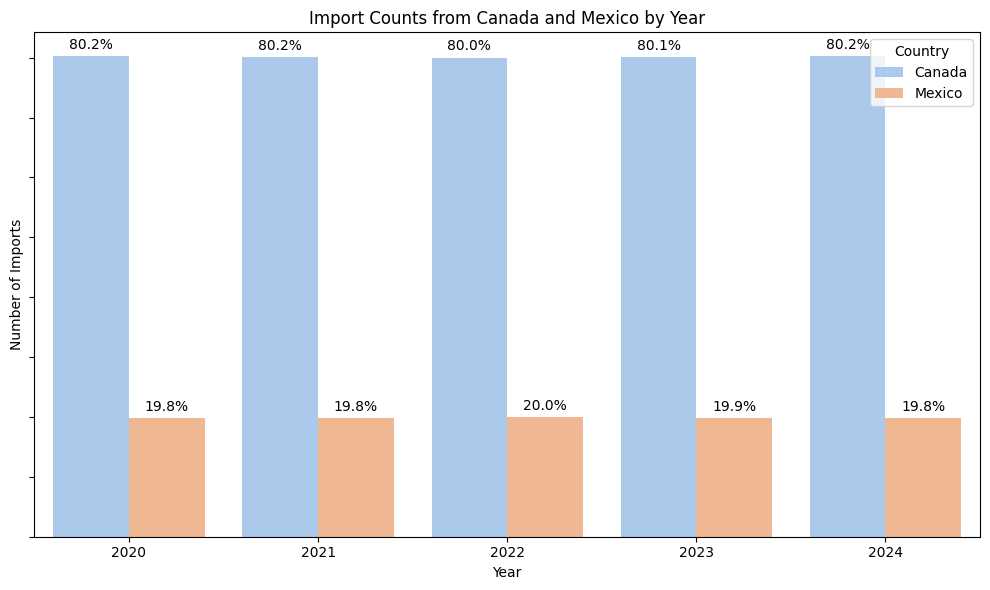 Import Counts from Canada and Mexico by Year
80.2%
80.2%
80.0%
80.1%
80.2%
Country
Canada
Mexico
Number of Imports
19.8%
19.8%
20.0%
19.9%
19.8%
2020
2021
2022
2023
2024
Year